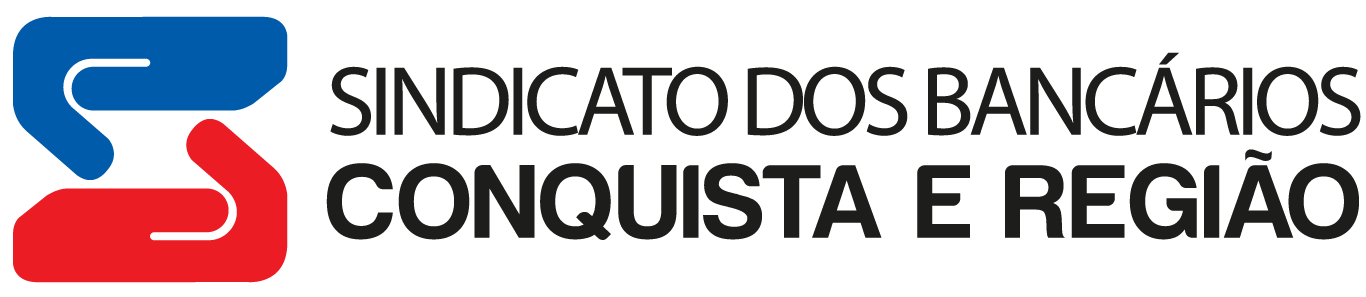 SINDICATO DOS BANCÁRIOS
CONQUISTA E REGIÃO